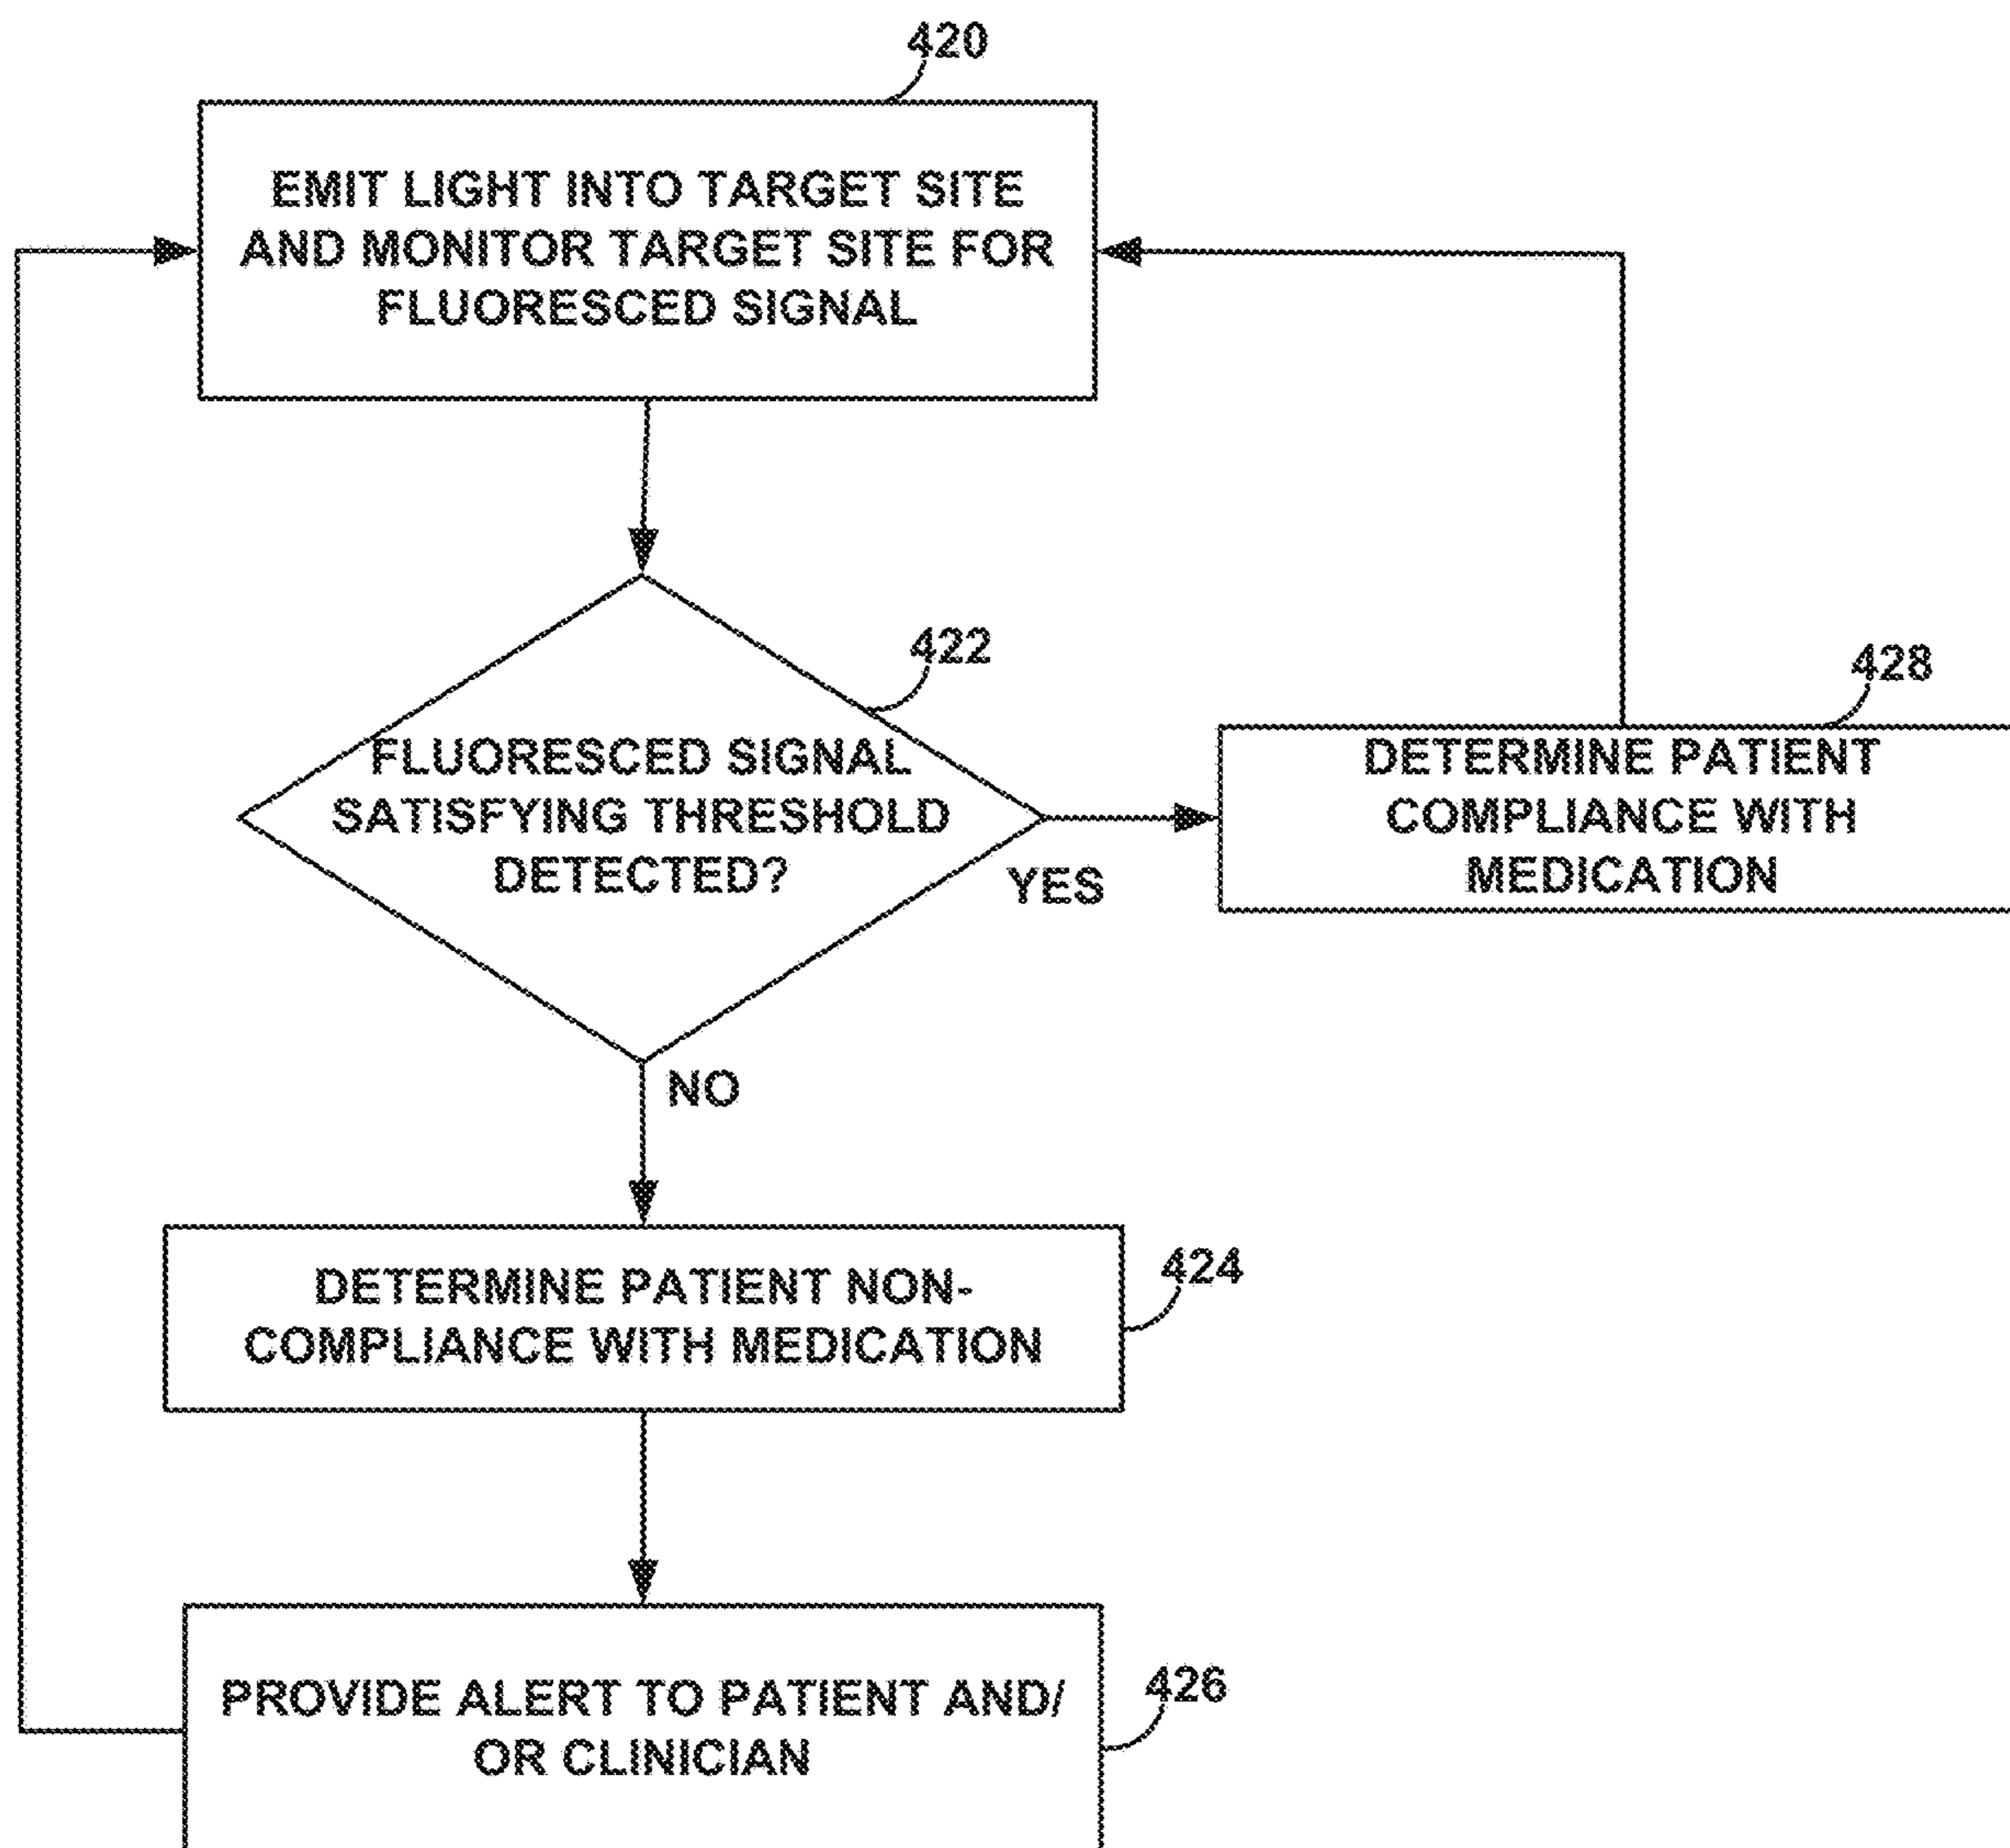 420
EMIT LIGHT INTO TARGET SITE
AND MONITOR TARGET SITE FOR
FLUORESCED SIGNAL
422
FLUORESCED SIGNAL
SATISFYING THRESHOLD
DETECTED?
YES
428
DETERMINE PATIENT
COMPLIANCE WITH
MEDICATION
NO
424
DETERMINE PATIENT NON-
COMPLIANCE WITH MEDICATION
426
PROVIDE ALERT TO PATIENT AND/
OR CLINICIAN